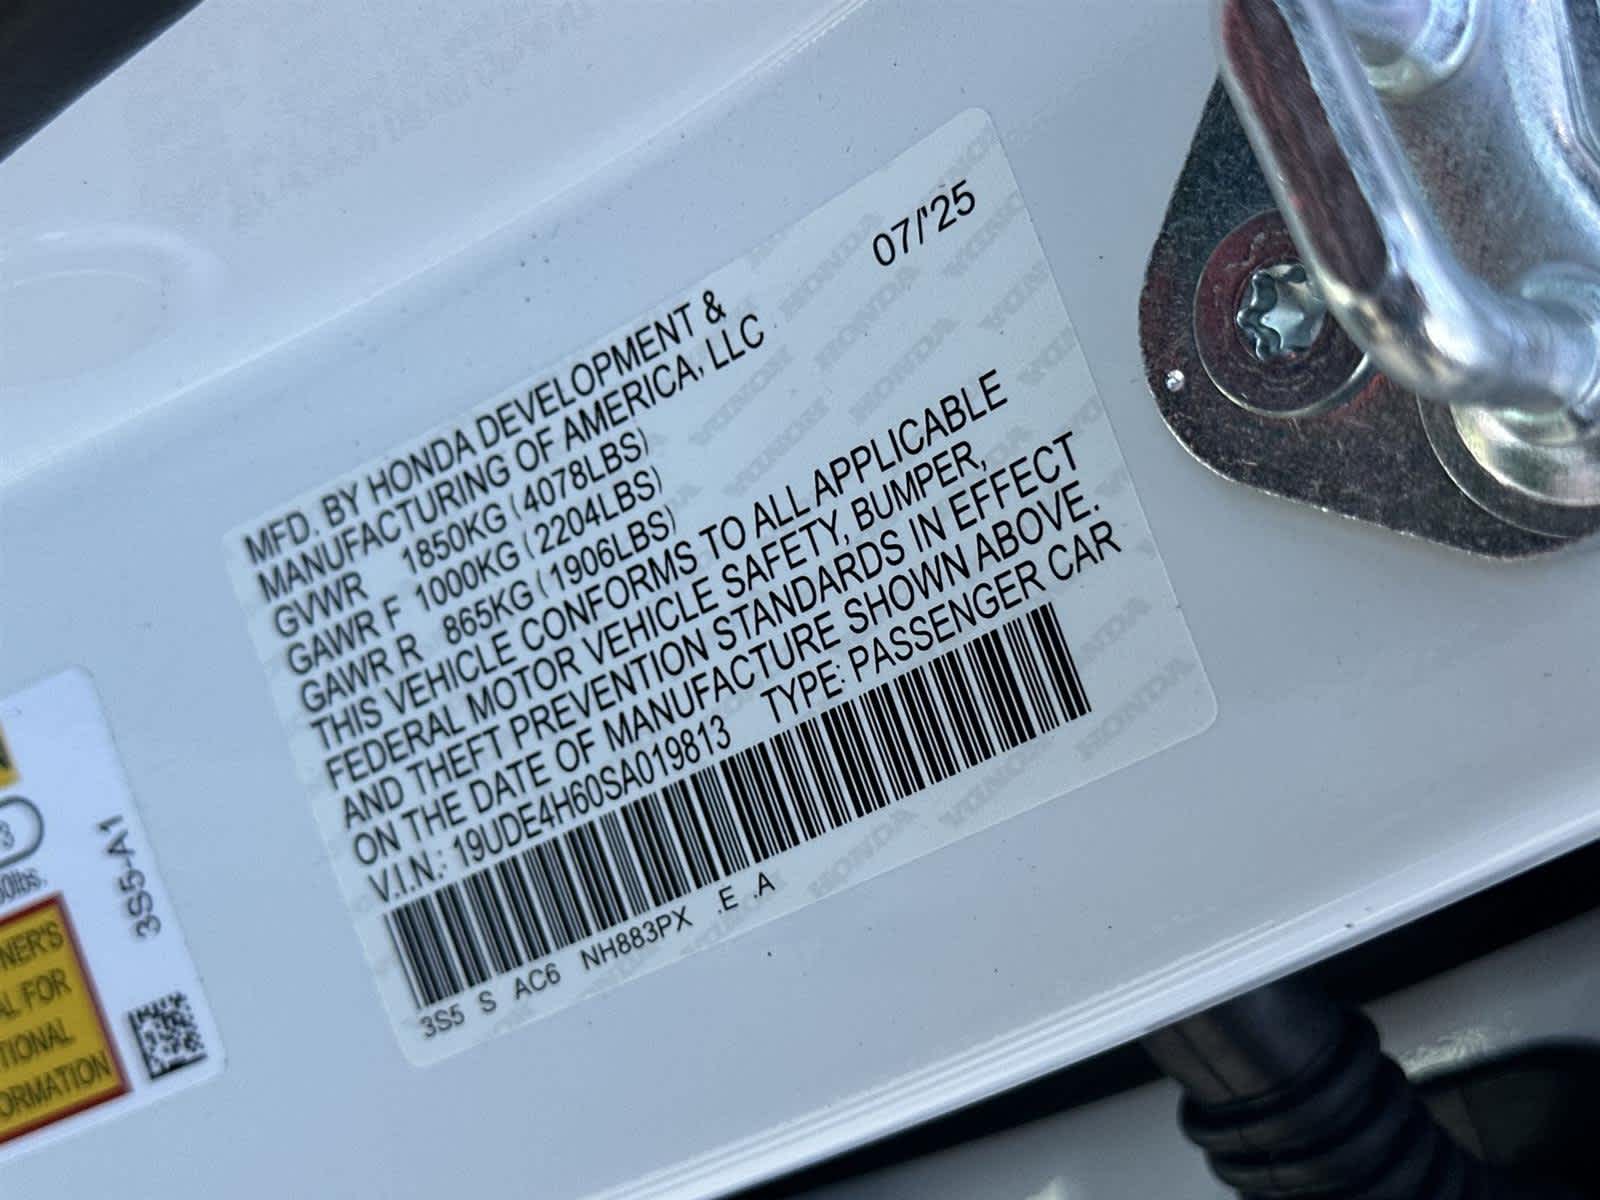 07/'25
MFD. BY HONDA DEVELOPMENT &
MANUFACTURING OF AMERICA, LLC
GVWR 1850KG (4078LBS)
GAWR F 1000KG (2204LBS)
GAWR R 865KG (1906LBS)
THIS VEHICLE CONFORMS TO ALL APPLICABLE
FEDERAL MOTOR VEHICLE SAFETY, BUMPER,
AND THEFT PREVENTION STANDARDS IN EFFECT
ON THE DATE OF MANUFACTURE SHOWN ABOVE.
V.I.N.: 19UDE4H60SA019813 TYPE: PASSENGER CAR
3S5 S AC6 NH883PX .E .A
3S5-A1